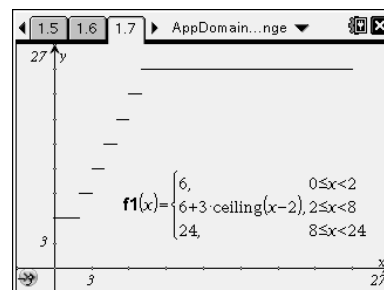 1.5 1.6 1.7 AppDomain...nge
27 y
f1(x)= 6, 0≤x<2
6+3·ceiling(x−2), 2≤x<8
24, 8≤x<24
3
x
3 27